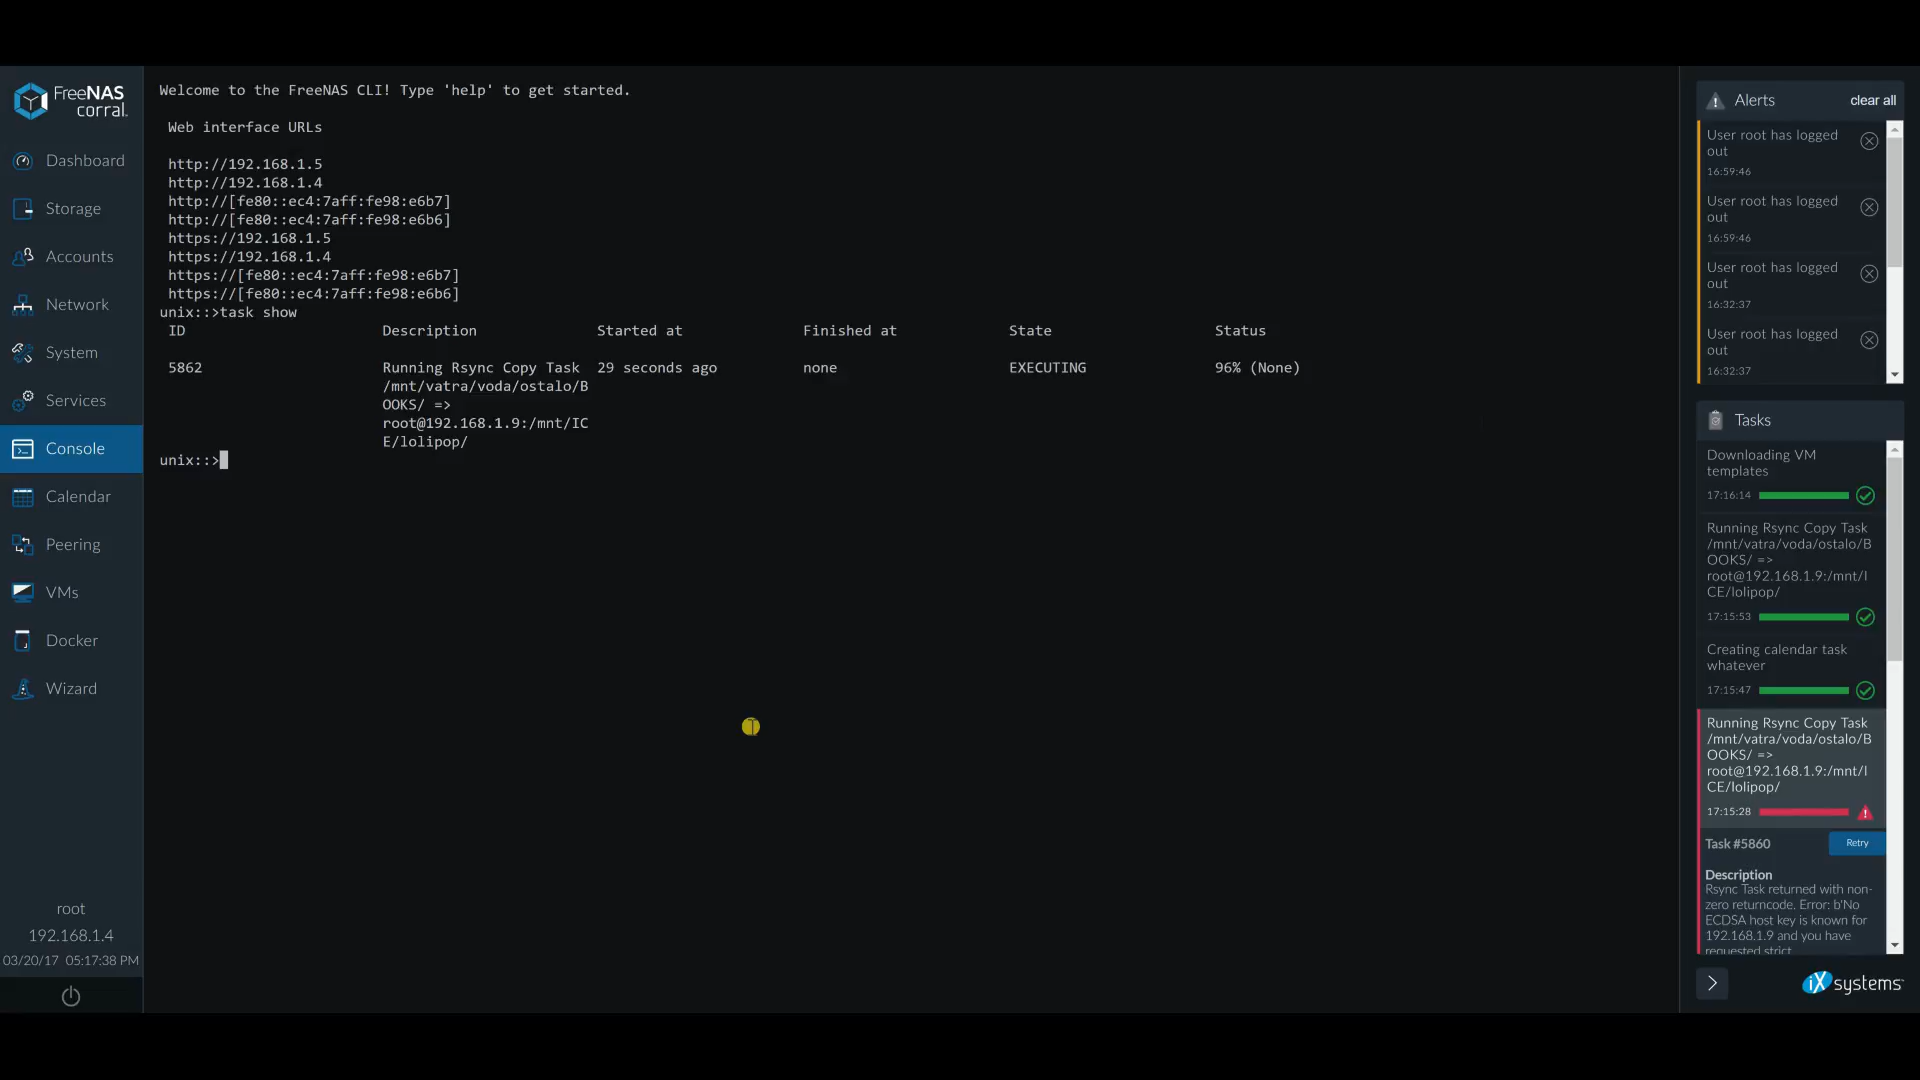 FreeNAS
corral.
Dashboard
Storage
Accounts
Network
System
Services
Console
Calendar
Peering
VMs
Docker
Wizard
root
192.168.1.4
03/20/17 05:17:38 PM
Welcome to the FreeNAS CLI! Type 'help' to get started.
Web interface URLs
http://192.168.1.5
http://192.168.1.4
http://[fe80::ec4:7aff:fe98:e6b7]
http://[fe80::ec4:7aff:fe98:e6b6]
https://192.168.1.5
https://192.168.1.4
https://[fe80::ec4:7aff:fe98:e6b7]
https://[fe80::ec4:7aff:fe98:e6b6]
unix::>task show
ID Description Started at Finished at State Status
5862 Running Rsync Copy Task 29 seconds ago none EXECUTING 96% (None)
/mnt/vatra/voda/ostalo/B
OOKS/ =>
root@192.168.1.9:/mnt/IC
E/lolipop/
unix::>
Alerts clear all
User root has logged
out
16:59:46
User root has logged
out
16:59:46
User root has logged
out
16:32:37
User root has logged
out
16:32:37
Tasks
Downloading VM
templates
17:16:14
Running Rsync Copy Task
/mnt/vatra/voda/ostalo/B
OOKS/ =>
root@192.168.1.9:/mnt/I
CE/lolipop/
17:15:53
Creating calendar task
whatever
17:15:47
Running Rsync Copy Task
/mnt/vatra/voda/ostalo/B
OOKS/ =>
root@192.168.1.9:/mnt/I
CE/lolipop/
17:15:28
Task #5860 Retry
Description
Rsync Task returned with non-
zero returncode. Error: b'No
ECDSA host key is known for
192.168.1.9 and you have
requested strict
iX systems